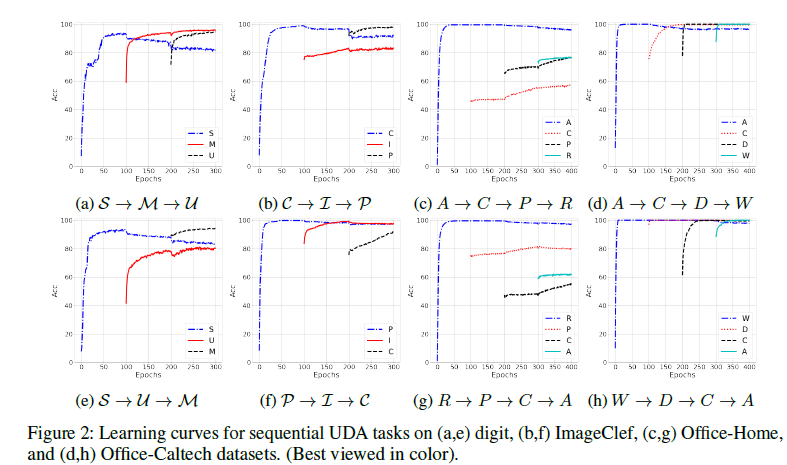 100
80
60
40
20
0
Acc
0 50 100 150 200 250 300
Epochs
S
M
U
(a) S → M → U
100
80
60
40
20
0
Acc
0 50 100 150 200 250 300
Epochs
C
I
P
(b) C → I → P
100
80
60
40
20
0
Acc
0 50 100 150 200 250 300 350 400
Epochs
A
C
P
R
(c) A → C → P → R
100
80
60
40
20
0
Acc
0 50 100 150 200 250 300 350 400
Epochs
A
C
D
W
(d) A → C → D → W
100
80
60
40
20
0
Acc
0 50 100 150 200 250 300
Epochs
S
U
M
(e) S → U → M
100
80
60
40
20
0
Acc
0 50 100 150 200 250 300
Epochs
P
I
C
(f) P → I → C
100
80
60
40
20
0
Acc
0 50 100 150 200 250 300 350 400
Epochs
R
P
C
A
(g) R → P → C → A
100
80
60
40
20
0
Acc
0 50 100 150 200 250 300 350 400
Epochs
W
D
C
A
(h) W → D → C → A
Figure 2: Learning curves for sequential UDA tasks on (a,e) digit, (b,f) ImageClef, (c,g) Office-Home,
and (d,h) Office-Caltech datasets. (Best viewed in color).